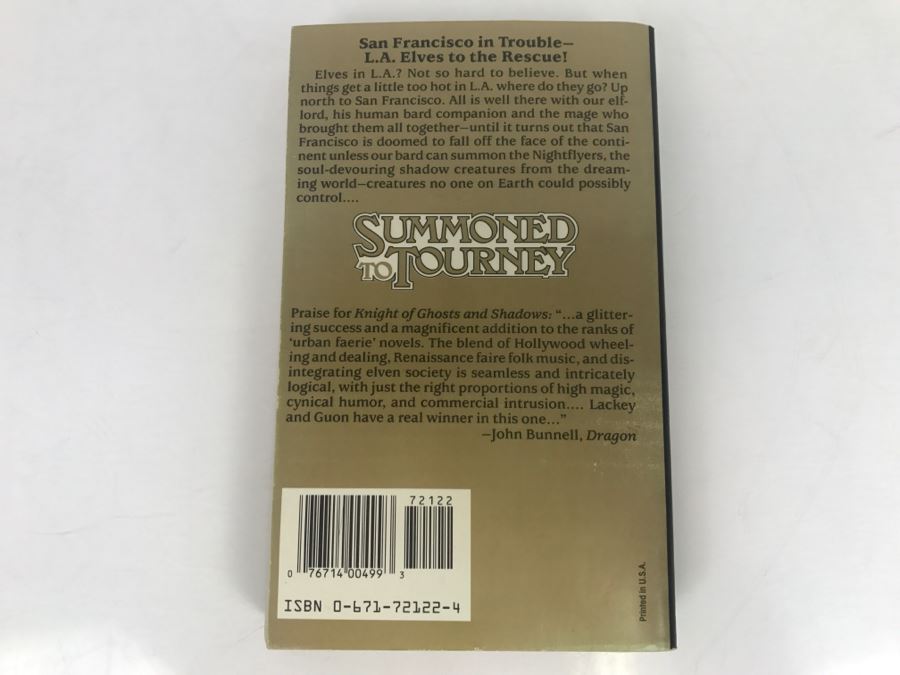 San Francisco in Trouble—
L.A. Elves to the Rescue!
Elves in L.A.? Not so hard to believe. But when
things get a little too hot in L.A. where do they go? Up
north to San Francisco. All is well there with our elf-
lord, his human bard companion and the mage who
brought them all together—until it turns out that San
Francisco is doomed to fall off the face of the conti-
nent unless our bard can summon the Nightflyers, the
soul-devouring shadow creatures from the dream-
ing world—creatures no one on Earth could possibly
control....
SUMMONED
TO TOURNEY
Praise for Knight of Ghosts and Shadows: "...a glitter-
ing success and a magnificent addition to the ranks of
'urban faerie' novels. The blend of Hollywood wheel-
ing and dealing, Renaissance faire folk music, and dis-
integrating elven society is seamless and intricately
logical, with just the right proportions of high magic,
cynical humor, and commercial intrusion.... Lackey
and Guon have a real winner in this one..."
—John Bunnell, Dragon
72122
0 76714 00499 3
ISBN 0-671-72122-4
Printed in U.S.A.